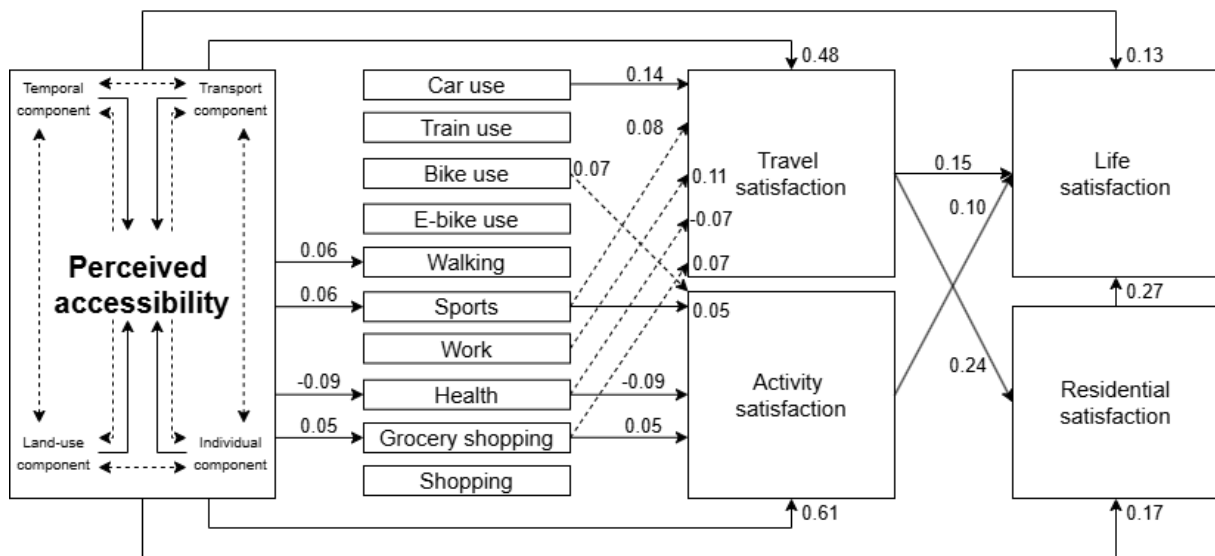 0.48
0.13
Temporal
component
Transport
component
Car use
0.14
Train use
0.08
Bike use
0.07
Travel
satisfaction
0.11
0.15
Life
satisfaction
E-bike use
-0.07
0.10
Perceived
accessibility
0.06
Walking
0.07
0.06
Sports
0.05
0.27
Work
0.24
-0.09
Health
-0.09
Activity
satisfaction
Residential
satisfaction
Land-use
component
Individual
component
0.05
Grocery shopping
0.05
Shopping
0.61
0.17